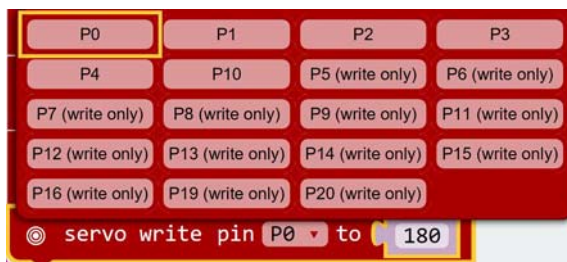 P0 P1 P2 P3
P4 P10 P5 (write only) P6 (write only)
P7 (write only) P8 (write only) P9 (write only) P11 (write only)
P12 (write only) P13 (write only) P14 (write only) P15 (write only)
P16 (write only) P19 (write only) P20 (write only)
servo write pin P0 to 180